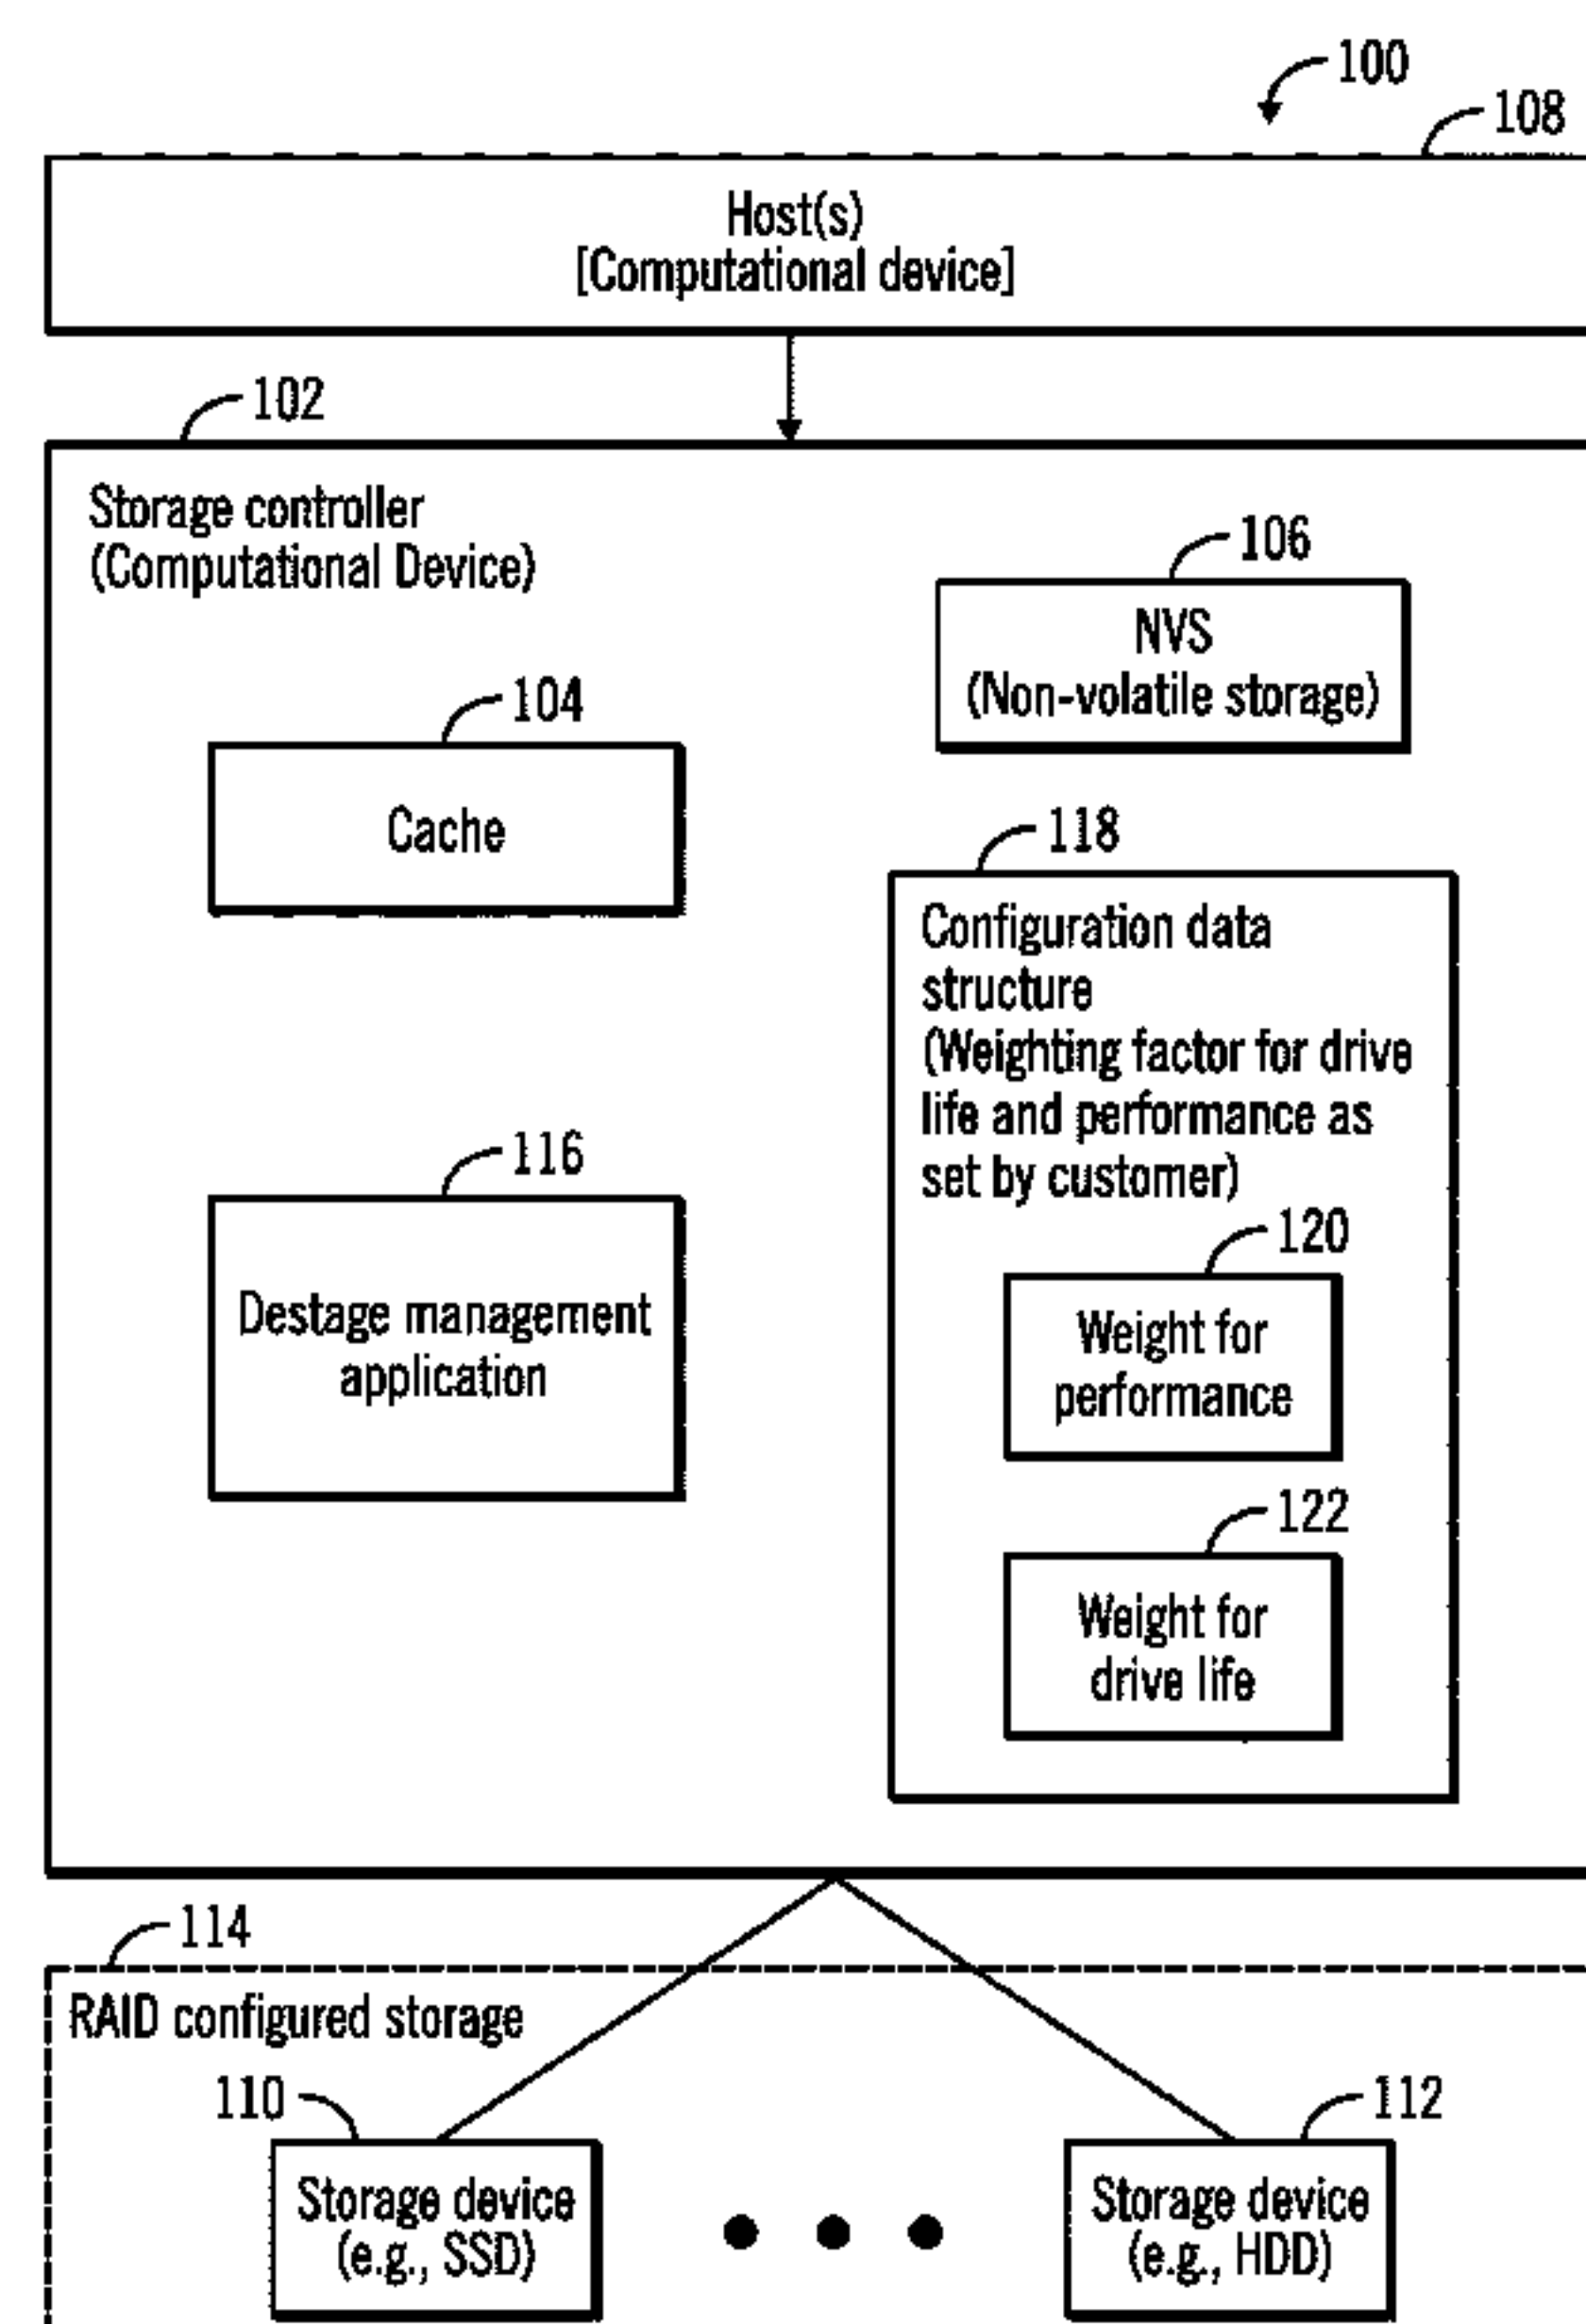 100
108
Host(s)
[Computational device]
102
Storage controller
(Computational Device)
106
NVS
(Non-volatile storage)
104
Cache
118
Configuration data
structure
(Weighting factor for drive
life and performance as
set by customer)
116
Destage management
application
120
Weight for
performance
122
Weight for
drive life
114
RAID configured storage
110
Storage device
(e.g., SSD)
112
Storage device
(e.g., HDD)